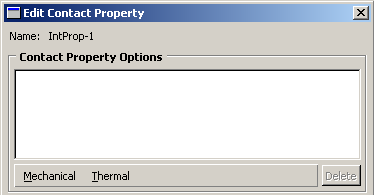 Edit Contact Property
Name: IntProp-1
Contact Property Options
Mechanical Thermal Delete